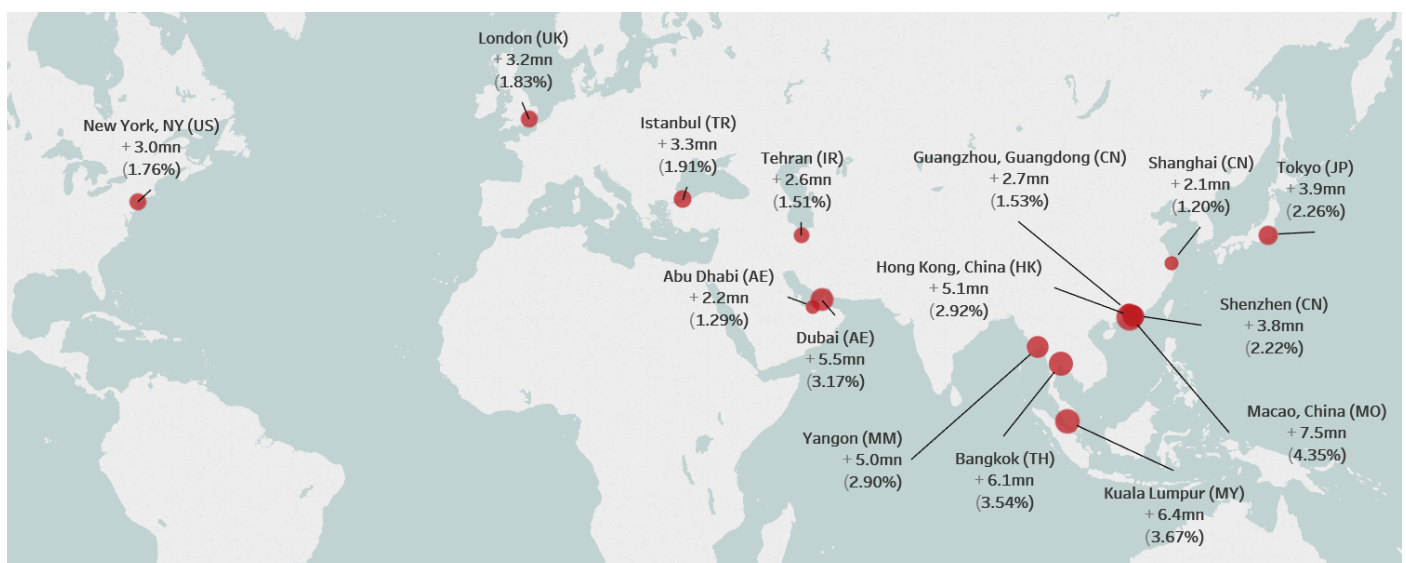 London (UK)
+ 3.2mn
(1.83%)
New York, NY (US)
+ 3.0mn
(1.76%)
Istanbul (TR)
+ 3.3mn
(1.91%)
Tehran (IR)
+ 2.6mn
(1.51%)
Guangzhou, Guangdong (CN)
+ 2.7mn
(1.53%)
Shanghai (CN)
+ 2.1mn
(1.20%)
Tokyo (JP)
+ 3.9mn
(2.26%)
Abu Dhabi (AE)
+ 2.2mn
(1.29%)
Dubai (AE)
+ 5.5mn
(3.17%)
Hong Kong, China (HK)
+ 5.1mn
(2.92%)
Shenzhen (CN)
+ 3.8mn
(2.22%)
Yangon (MM)
+ 5.0mn
(2.90%)
Bangkok (TH)
+ 6.1mn
(3.54%)
Kuala Lumpur (MY)
+ 6.4mn
(3.67%)
Macao, China (MO)
+ 7.5mn
(4.35%)